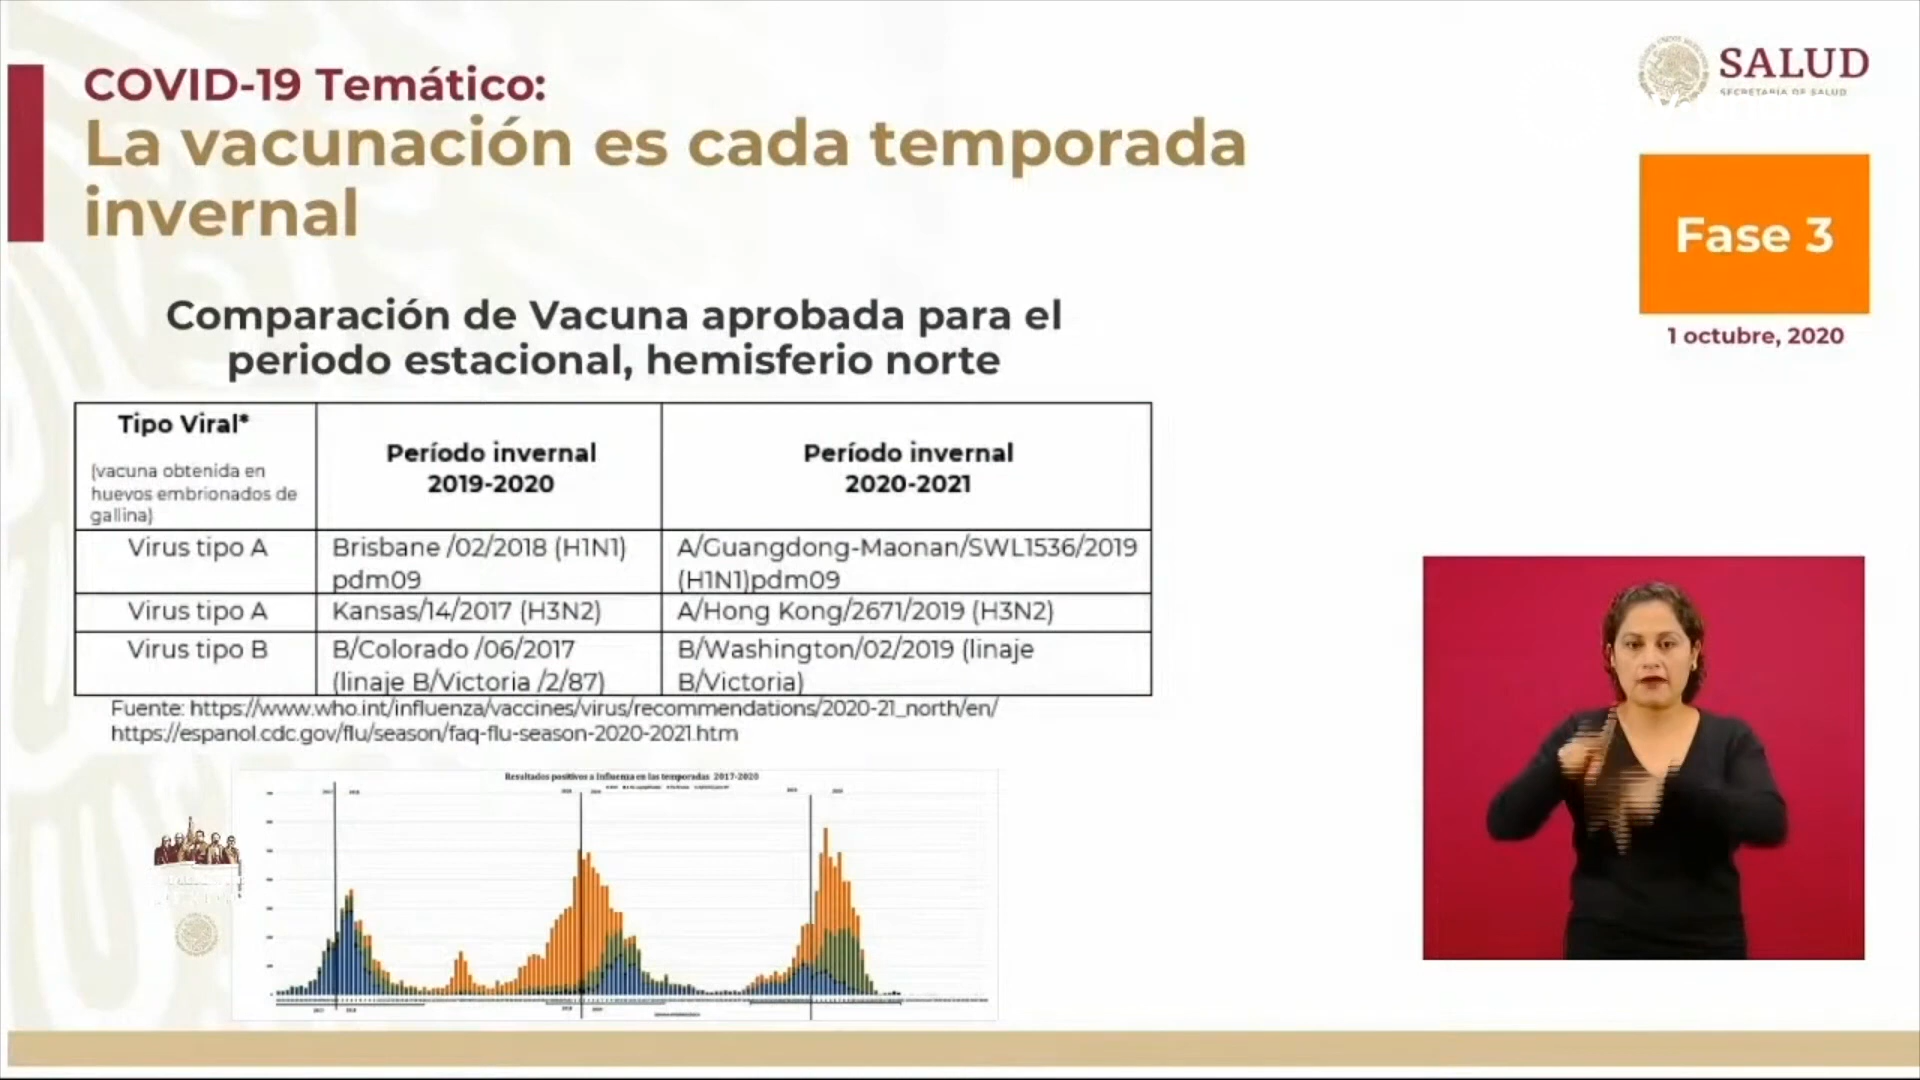 COVID-19 Temático:
La vacunación es cada temporada
invernal
SALUD
SECRETARÍA DE SALUD
Fase 3
1 octubre, 2020
Comparación de Vacuna aprobada para el
periodo estacional, hemisferio norte
Tipo Viral*
(vacuna obtenida en
huevos embrionados de
gallina)
Período invernal
2019-2020
Período invernal
2020-2021
Virus tipo A
Brisbane /02/2018 (H1N1)
pdm09
A/Guangdong-Maonan/SWL1536/2019
(H1N1)pdm09
Virus tipo A
Kansas/14/2017 (H3N2)
A/Hong Kong/2671/2019 (H3N2)
Virus tipo B
B/Colorado /06/2017
(linaje B/Victoria /2/87)
B/Washington/02/2019 (linaje
B/Victoria)
Fuente: https://www.who.int/influenza/vaccines/virus/recommendations/2020-21_north/en/
https://espanol.cdc.gov/flu/season/faq-flu-season-2020-2021.htm
Resultados positivos a Influenza en las temporadas 2017-2020